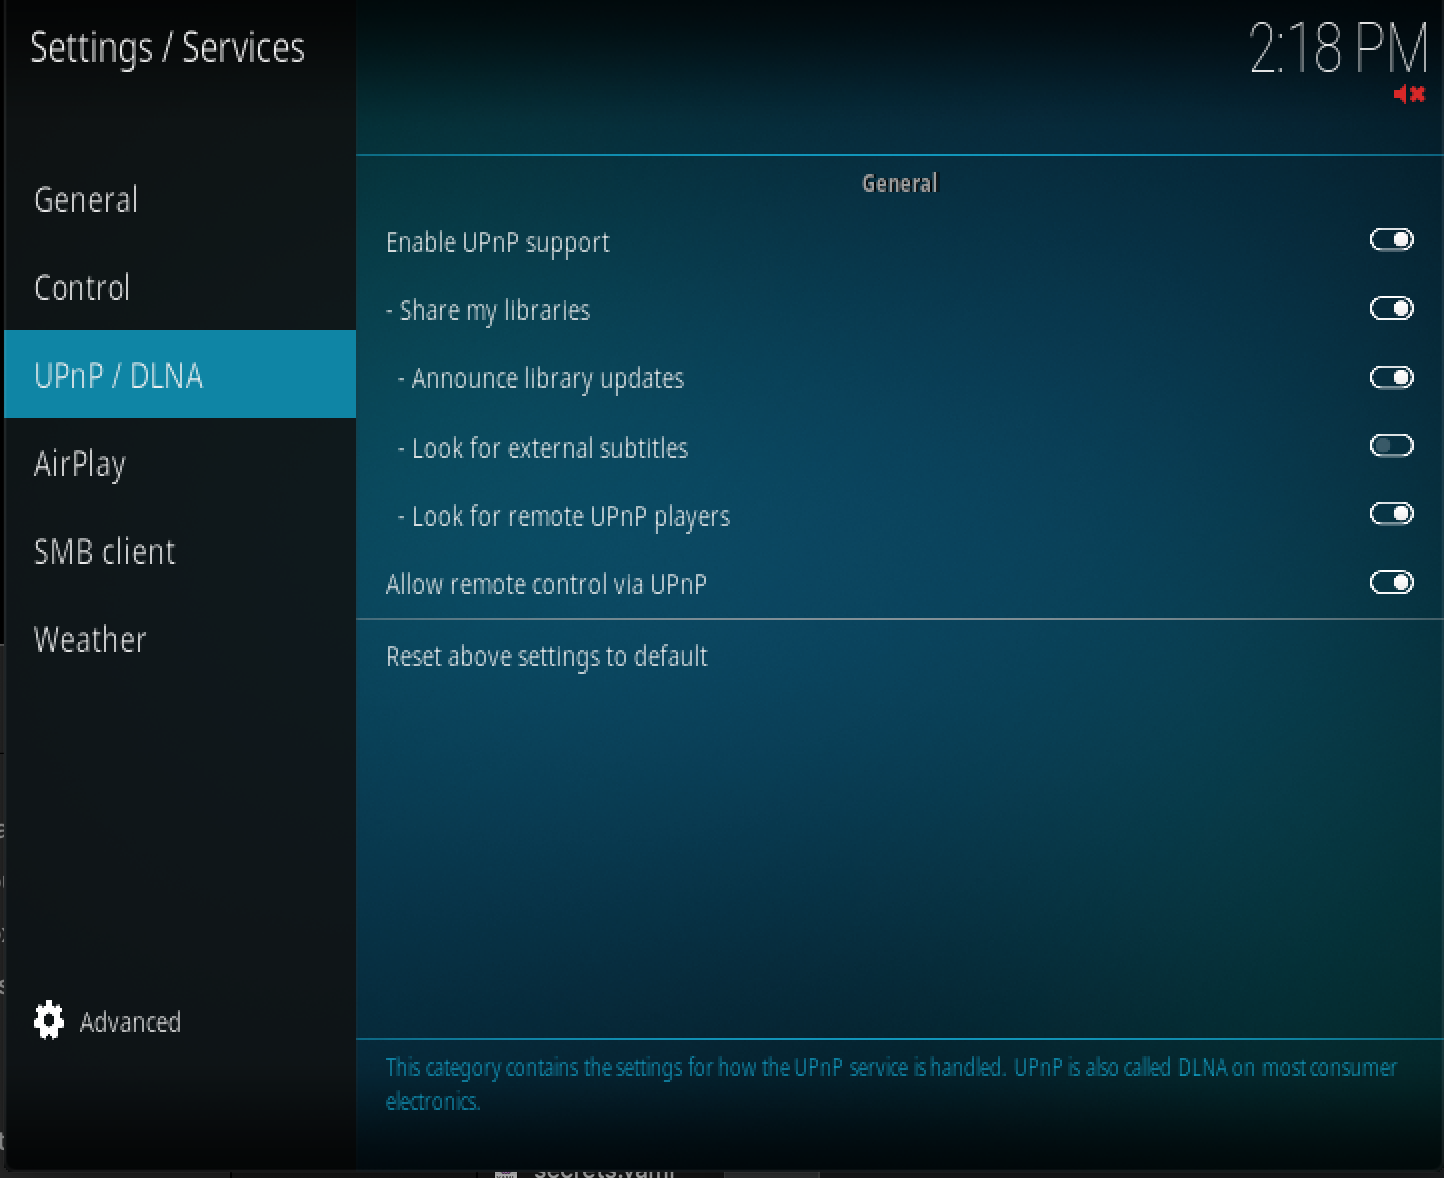 Settings / Services
2:18 PM
General
Control
UPnP / DLNA
AirPlay
SMB client
Weather
Advanced
General
Enable UPnP support
- Share my libraries
- Announce library updates
- Look for external subtitles
- Look for remote UPnP players
Allow remote control via UPnP
Reset above settings to default
This category contains the settings for how the UPnP service is handled. UPnP is also called DLNA on most consumer
electronics.